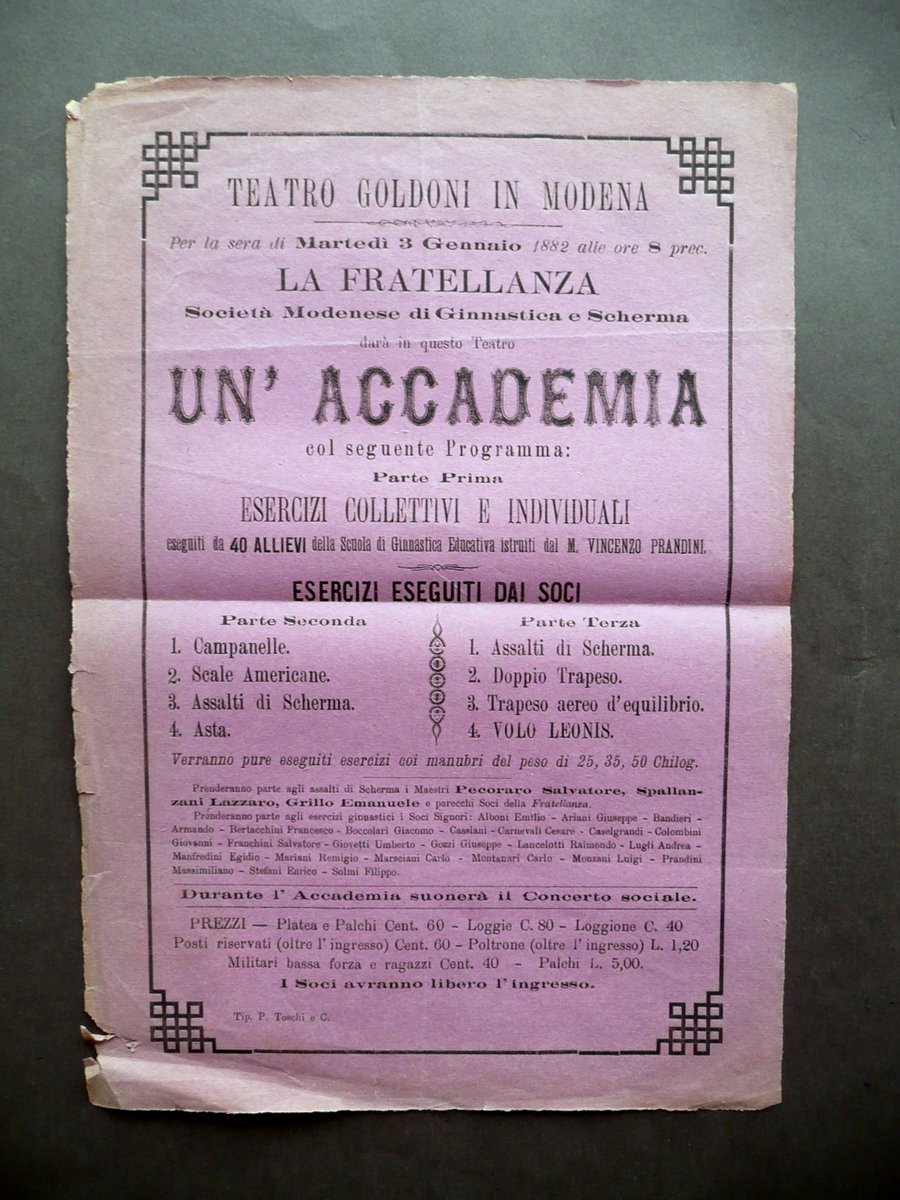 TEATRO GOLDONI IN MODENA
Per la sera di Martedì 3 Gennaio 1882 alle ore 8 prec.
LA FRATELLANZA
Società Modenese di Ginnastica e Scherma
darà in questo Teatro
UN' ACCADEMIA
col seguente Programma:
Parte Prima
ESERCIZI COLLETTIVI E INDIVIDUALI
eseguiti da 40 ALLIEVI della Scuola di Ginnastica Educativa istruiti dal M. VINCENZO PRANDINI.
ESERCIZI ESEGUITI DAI SOCI
Parte Seconda
1. Campanelle.
2. Scale Americane.
3. Assalti di Scherma.
4. Asta.
Parte Terza
1. Assalti di Scherma.
2. Doppio Trapeso.
3. Trapeso aereo d'equilibrio.
4. VOLO LEONIS.
Verranno pure eseguiti esercizi coi manubri del peso di 25, 35, 50 Chilog.
Prenderanno parte agli assalti di Scherma i Maestri Pecoraro Salvatore, Spallan-
zani Lazzaro, Grillo Emanuele e parecchi Soci della Fratellanza.
Prenderanno parte agli esercizi ginnastici i Soci Signori: Alboni Emilio - Ariani Giuseppe - Bandieri -
Armando - Bertacchini Francesco - Boccolari Giacomo - Cassiani - Carnevali Cesare - Caselgrandi - Colombini
Giovanni - Franchini Salvatore - Giovetti Umberto - Gozzi Giuseppe - Lancelotti Raimondo - Lugli Andrea -
Manfredini Egidio - Mariani Remigio - Marsciani Carlo - Montanari Carlo - Monzani Luigi - Prandini
Massimiliano - Stefani Enrico - Solmi Filippo.
Durante l' Accademia suonerà il Concerto sociale.
PREZZI — Platea e Palchi Cent. 60 - Loggie C. 80 - Loggione C. 40
Posti riservati (oltre l' ingresso) Cent. 60 - Poltrone (oltre l' ingresso) L. 1,20
Militari bassa forza e ragazzi Cent. 40 - Palchi L. 5,00.
I Soci avranno libero l' ingresso.
Tip. P. Toschi e C.